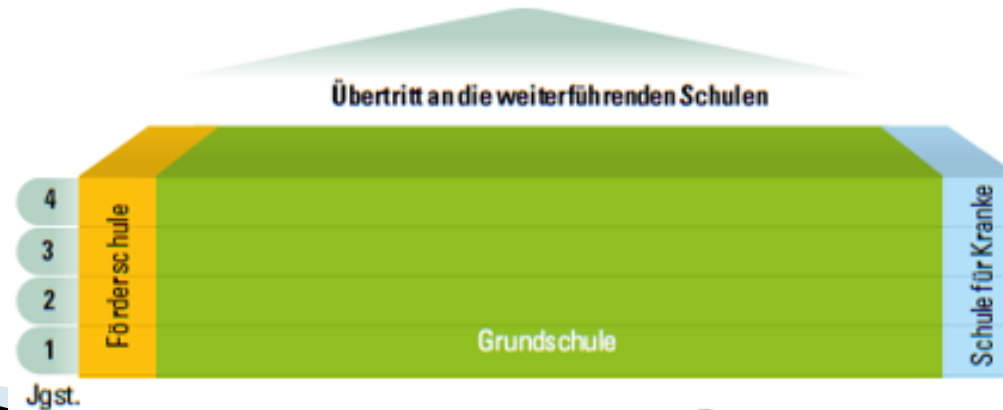 Übertritt an die weiterführenden Schulen
4
3
2
1
Jgst.
Förderschule
Grundschule
Schule für Kranke